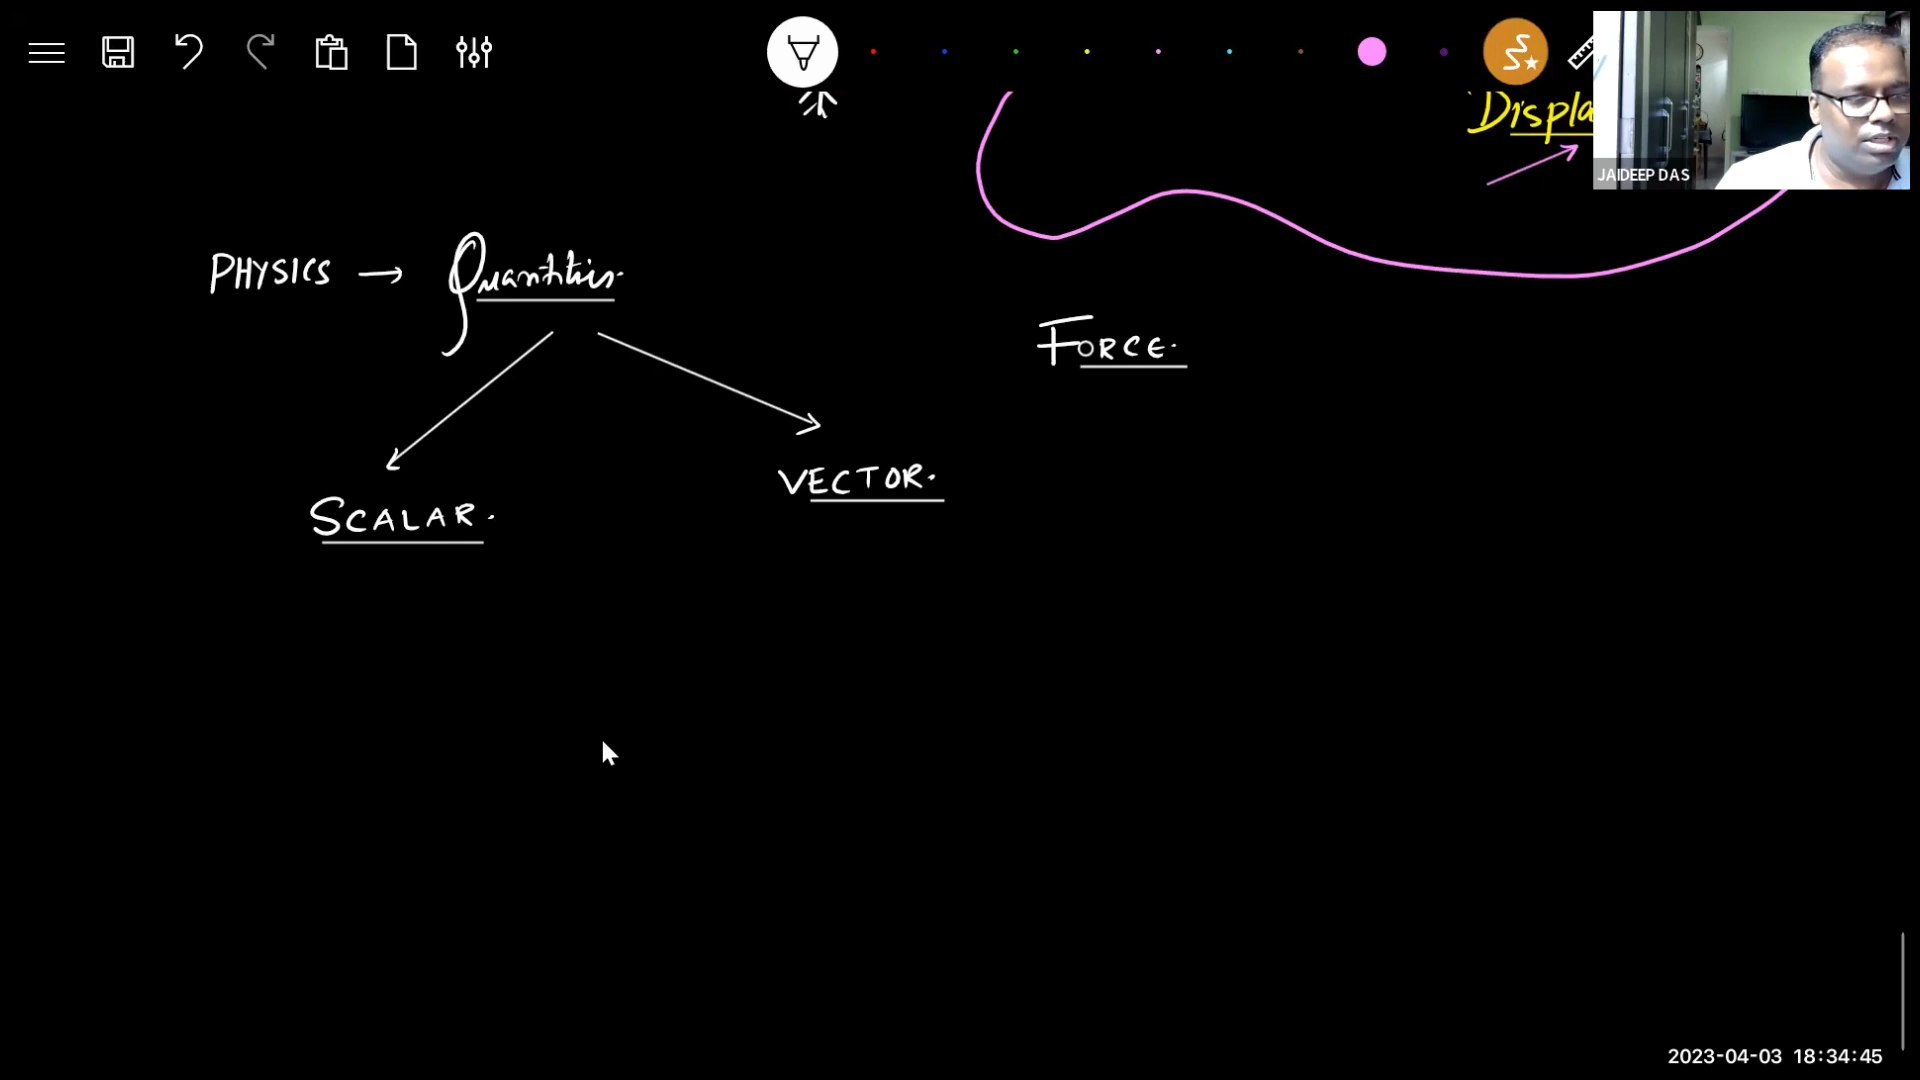 Displa
JAIDEEP DAS
PHYSICS → Quantities.
FORCE.
VECTOR.
SCALAR.
2023-04-03 18:34:45